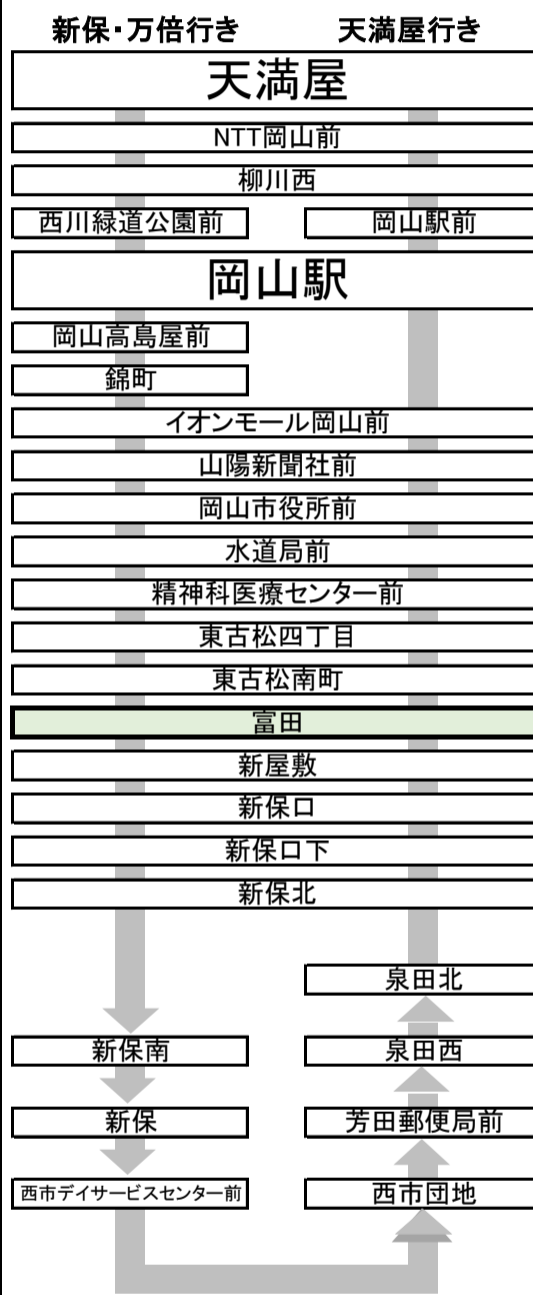 新保・万倍行き
天満屋行き
天満屋
NTT岡山前
柳川西
西川緑道公園前
岡山駅前
岡山駅
岡山高島屋前
錦町
イオンモール岡山前
山陽新聞社前
岡山市役所前
水道局前
精神科医療センター前
東古松四丁目
東古松南町
富田
新屋敷
新保口
新保口下
新保北
泉田北
新保南
泉田西
新保
芳田郵便局前
西市デイサービスセンター前
西市団地